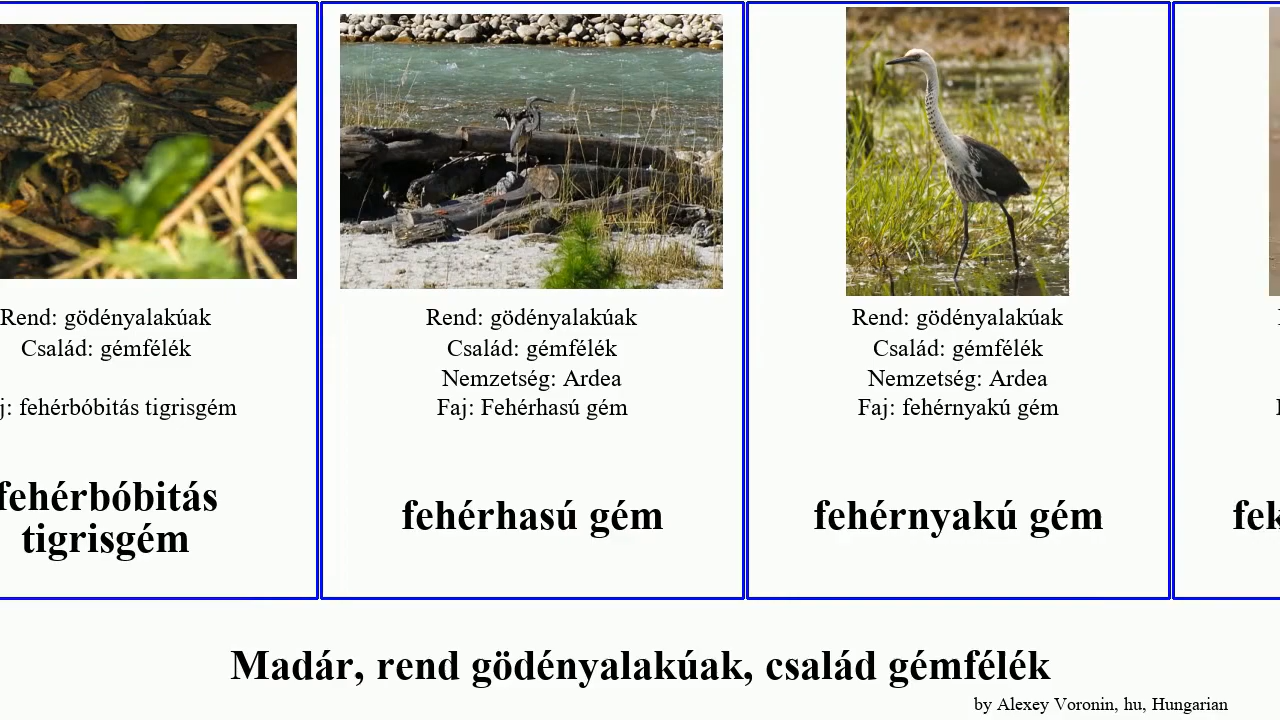 Rend: gödényalakúak
Család: gémfélék
fehérbóbitás tigrisgém
fehérbóbitás
tigrisgém
Rend: gödényalakúak
Család: gémfélék
Nemzetség: Ardea
Faj: Fehérhasú gém
fehérhasú gém
Rend: gödényalakúak
Család: gémfélék
Nemzetség: Ardea
Faj: fehérnyakú gém
fehérnyakú gém
Madár, rend gödényalakúak, család gémfélék
by Alexey Voronin, hu, Hungarian